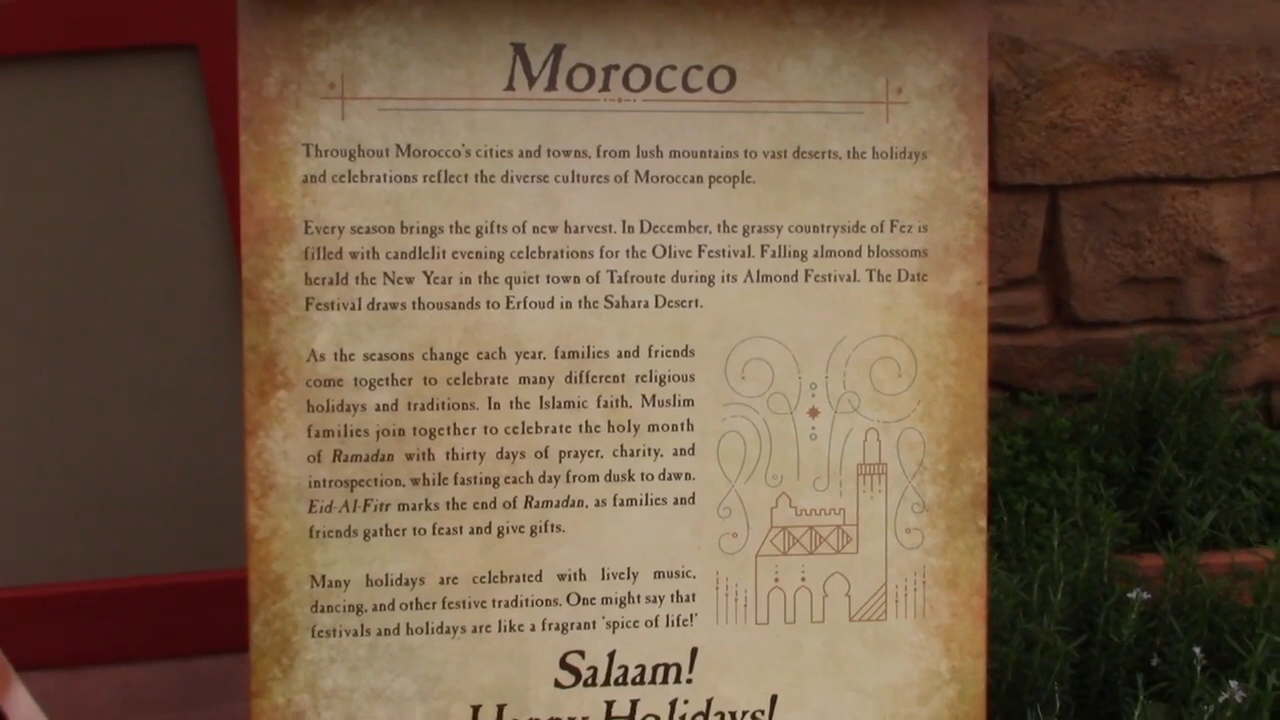 Morocco
Throughout Morocco's cities and towns, from lush mountains to vast deserts, the holidays
and celebrations reflect the diverse cultures of Moroccan people.
Every season brings the gifts of new harvest. In December, the grassy countryside of Fez is
filled with candlelit evening celebrations for the Olive Festival. Falling almond blossoms
herald the New Year in the quiet town of Tafroute during its Almond Festival. The Date
Festival draws thousands to Erfoud in the Sahara Desert.
As the seasons change each year, families and friends
come together to celebrate many different religious
holidays and traditions. In the Islamic faith, Muslim
families join together to celebrate the holy month
of Ramadan with thirty days of prayer, charity, and
introspection, while fasting each day from dusk to dawn.
Eid-Al-Fitr marks the end of Ramadan, as families and
friends gather to feast and give gifts.
Many holidays are celebrated with lively music,
dancing, and other festive traditions. One might say that
festivals and holidays are like a fragrant 'spice of life!'
Salaam!
Happy Holidays!